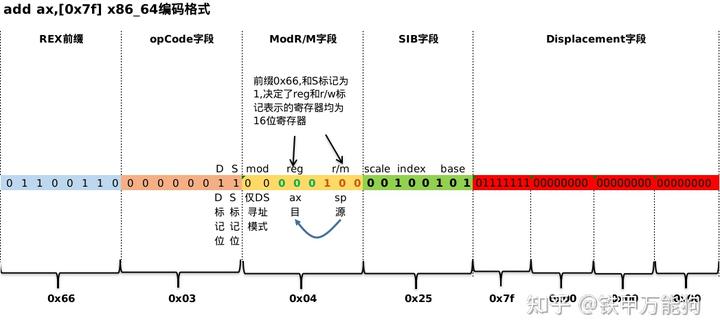 add ax,[0x7f] x86_64编码格式
REX前缀 opCode字段 ModR/M字段 SIB字段 Displacement字段
前缀0x66,和S标记为
1,决定了reg和r/w标
记表示的寄存器均为
16位寄存器
D S mod reg r/m scale index base
0 1 1 0 0 1 1 0 0 0 0 0 0 0 1 1 0 0 0 0 0 1 0 0 0 0 1 0 0 1 0 1 01111111 00000000 00000000 00000000
D S 仅DS ax sp
标 标 寻址 目 源
记 记 模式
位 位
0x66 0x03 0x04 0x25 0x7f 0x00 0x00 0x00
知乎 @铁甲万能狗